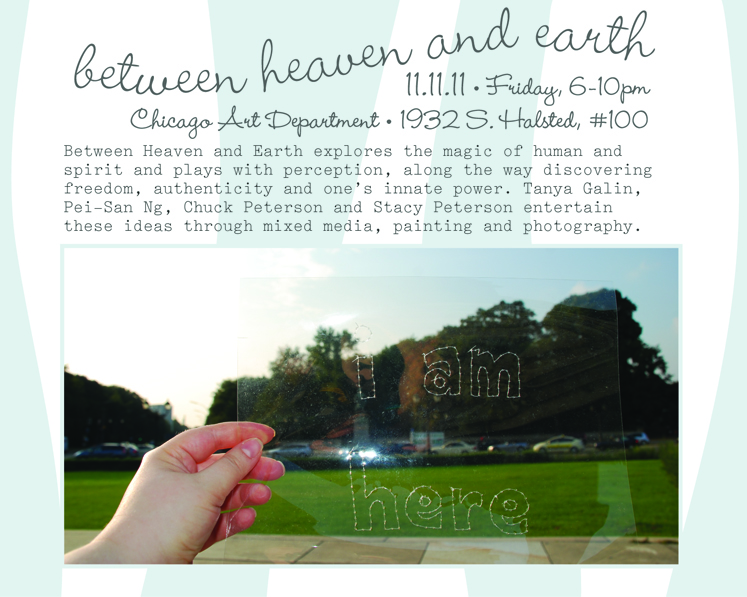 between heaven and earth
11.11.11 • Friday, 6-10pm
Chicago Art Department • 1932 S. Halsted, #100
Between Heaven and Earth explores the magic of human and
spirit and plays with perception, along the way discovering
freedom, authenticity and one's innate power. Tanya Galin,
Pei-San Ng, Chuck Peterson and Stacy Peterson entertain
these ideas through mixed media, painting and photography.
i am
here